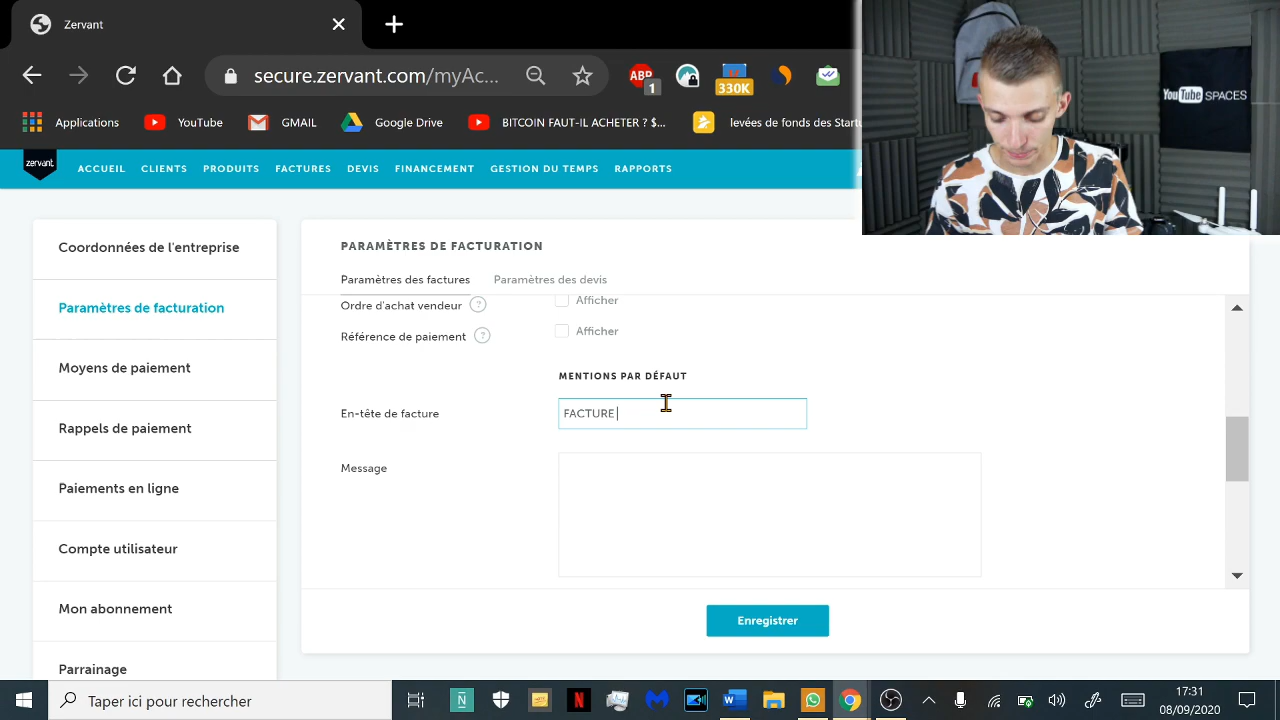 Zervant
secure.zervant.com/myAc...
ABP
1
330K
Applications
YouTube
GMAIL
Google Drive
BITCOIN FAUT-IL ACHETER ? $...
levées de fonds des Start
YouTube SPACES
zervant
ACCUEIL CLIENTS PRODUITS FACTURES DEVIS FINANCEMENT GESTION DU TEMPS RAPPORTS
Coordonnées de l'entreprise
Paramètres de facturation
Moyens de paiement
Rappels de paiement
Paiements en ligne
Compte utilisateur
Mon abonnement
Parrainage
PARAMÈTRES DE FACTURATION
Paramètres des factures Paramètres des devis
Ordre d'achat vendeur ? Afficher
Référence de paiement ? Afficher
MENTIONS PAR DÉFAUT
En-tête de facture FACTURE
Message
Enregistrer
Taper ici pour rechercher
17:31
08/09/2020